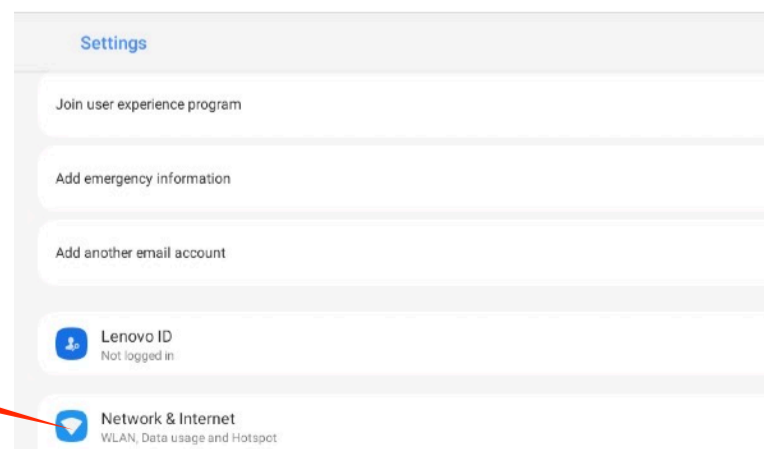 Settings
Join user experience program
Add emergency information
Add another email account
Lenovo ID
Not logged in
Network & Internet
WLAN, Data usage and Hotspot